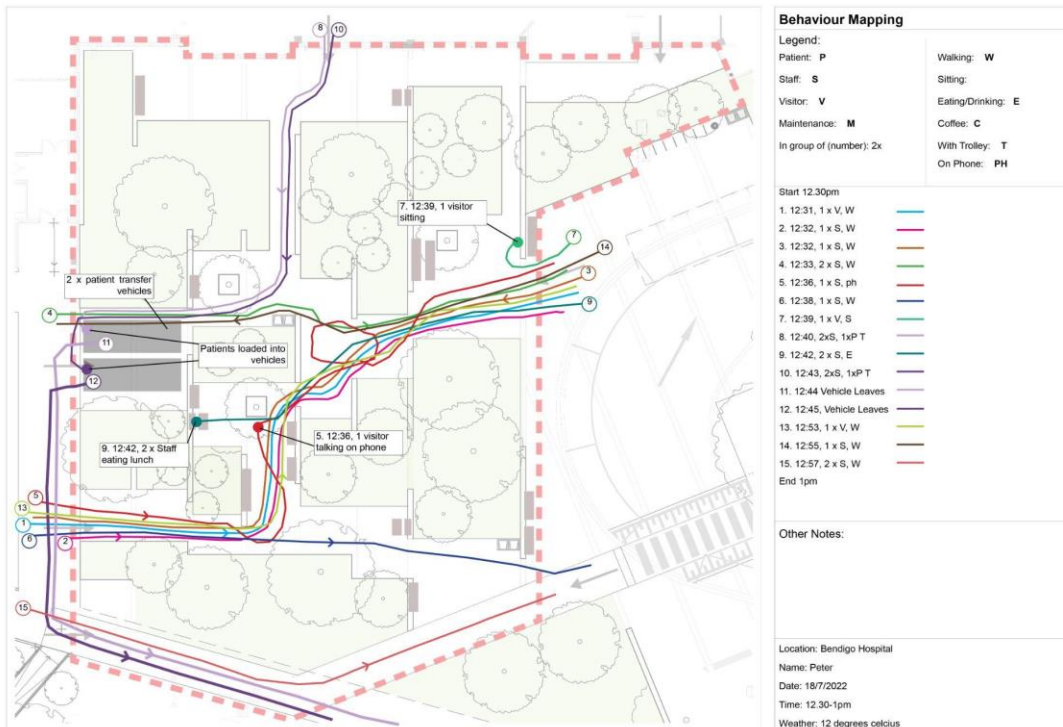 8
10
7. 12:39, 1 visitor
sitting
7
14
3
9
2 x patient transfer
vehicles
4
11
Patients loaded into
vehicles
12
9. 12:42, 2 x Staff
eating lunch
5. 12:36, 1 visitor
talking on phone
5
13
1
6
2
15
Behaviour Mapping
Legend:
Patient: P
Staff: S
Visitor: V
Maintenance: M
In group of (number): 2x
Walking: W
Sitting:
Eating/Drinking: E
Coffee: C
With Trolley: T
On Phone: PH
Start 12.30pm
1. 12:31, 1 x V, W
2. 12:32, 1 x S, W
3. 12:32, 1 x S, W
4. 12:33, 2 x S, W
5. 12:36, 1 x S, ph
6. 12:38, 1 x S, W
7. 12:39, 1 x V, S
8. 12:40, 2xS, 1xP T
9. 12:42, 2 x S, E
10. 12:43, 2xS, 1xP T
11. 12:44 Vehicle Leaves
12. 12:45, Vehicle Leaves
13. 12:53, 1 x V, W
14. 12:55, 1 x S, W
15. 12:57, 2 x S, W
End 1pm
Other Notes:
Location: Bendigo Hospital
Name: Peter
Date: 18/7/2022
Time: 12.30-1pm
Weather: 12 degrees celcius